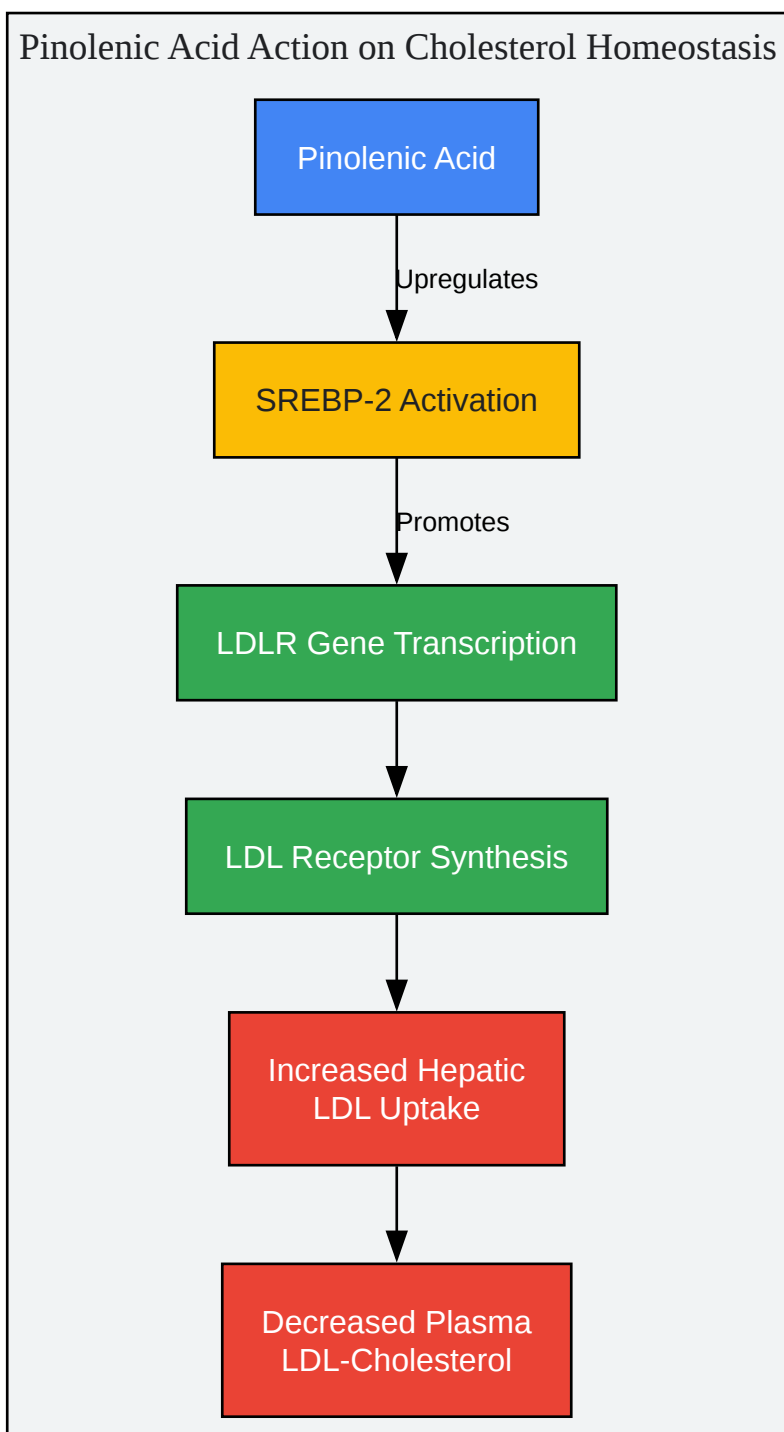 Pinolenic Acid Action on Cholesterol Homeostasis
Pinolenic Acid
Upregulates
SREBP-2 Activation
Promotes
LDLR Gene Transcription
LDL Receptor Synthesis
Increased Hepatic
LDL Uptake
Decreased Plasma
LDL-Cholesterol